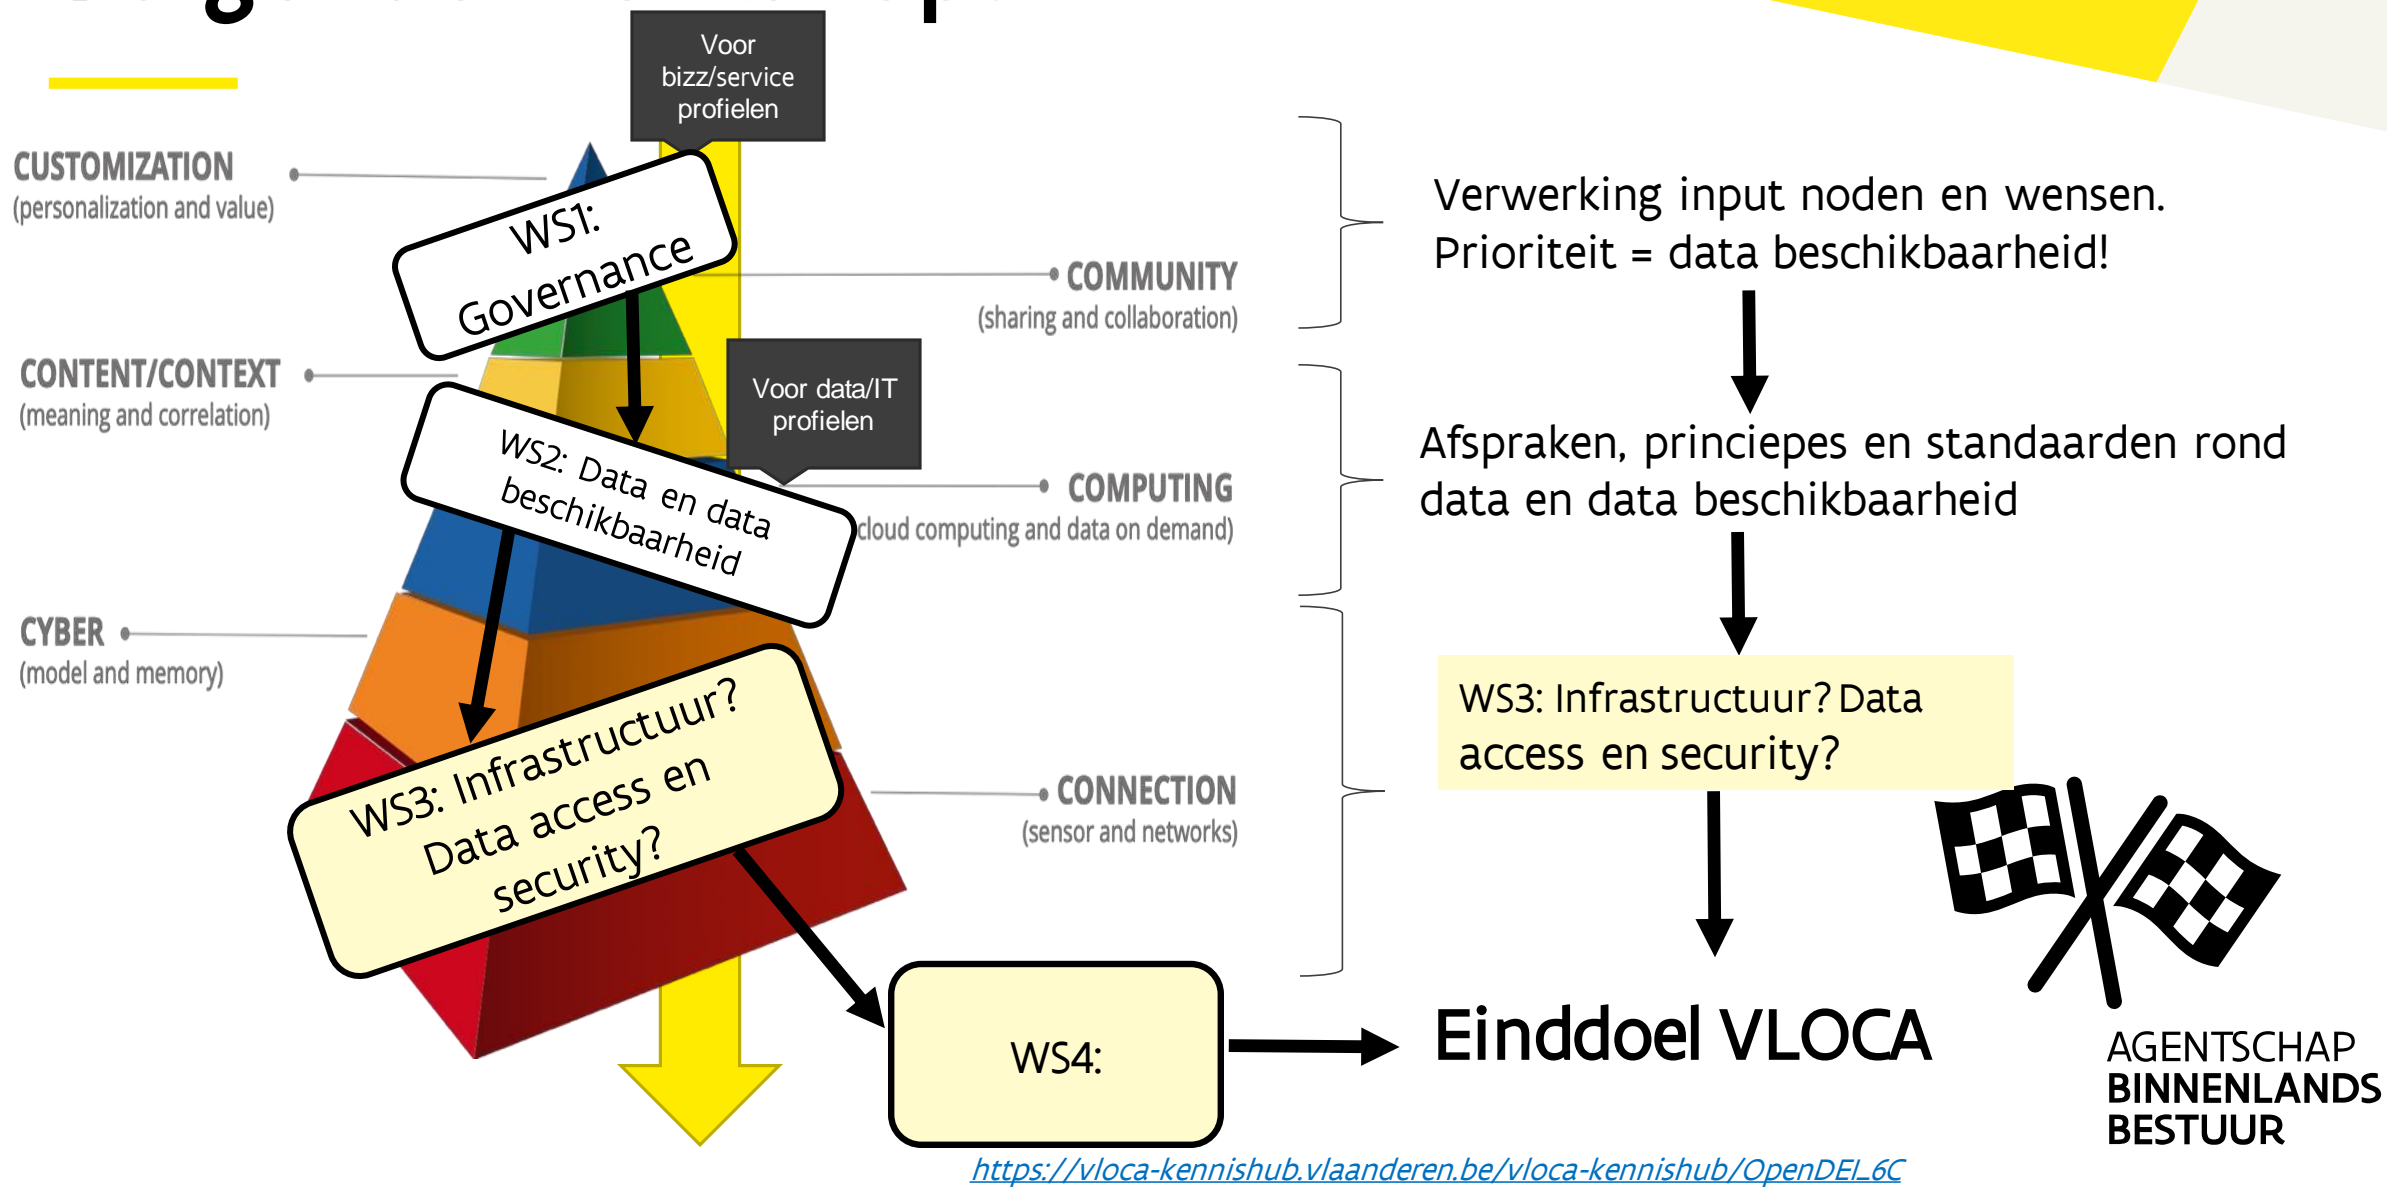 Voor
bizz/service
profielen
CUSTOMIZATION
(personalization and value)
WS1:
Governance
COMMUNITY
(sharing and collaboration)
Verwerking input noden en wensen.
Prioriteit = data beschikbaarheid!
CONTENT/CONTEXT
(meaning and correlation)
Voor data/IT
profielen
WS2: Data en data
beschikbaarheid
COMPUTING
cloud computing and data on demand)
Afspraken, princiepes en standaarden rond
data en data beschikbaarheid
CYBER
(model and memory)
WS3: Infrastructuur?
Data access en
security?
CONNECTION
(sensor and networks)
WS3: Infrastructuur? Data
access en security?
WS4:
Einddoel VLOCA
AGENTSCHAP
BINNENLANDS
BESTUUR
https://vloca-kennishub.vlaanderen.be/vloca-kennishub/OpenDEI_6C